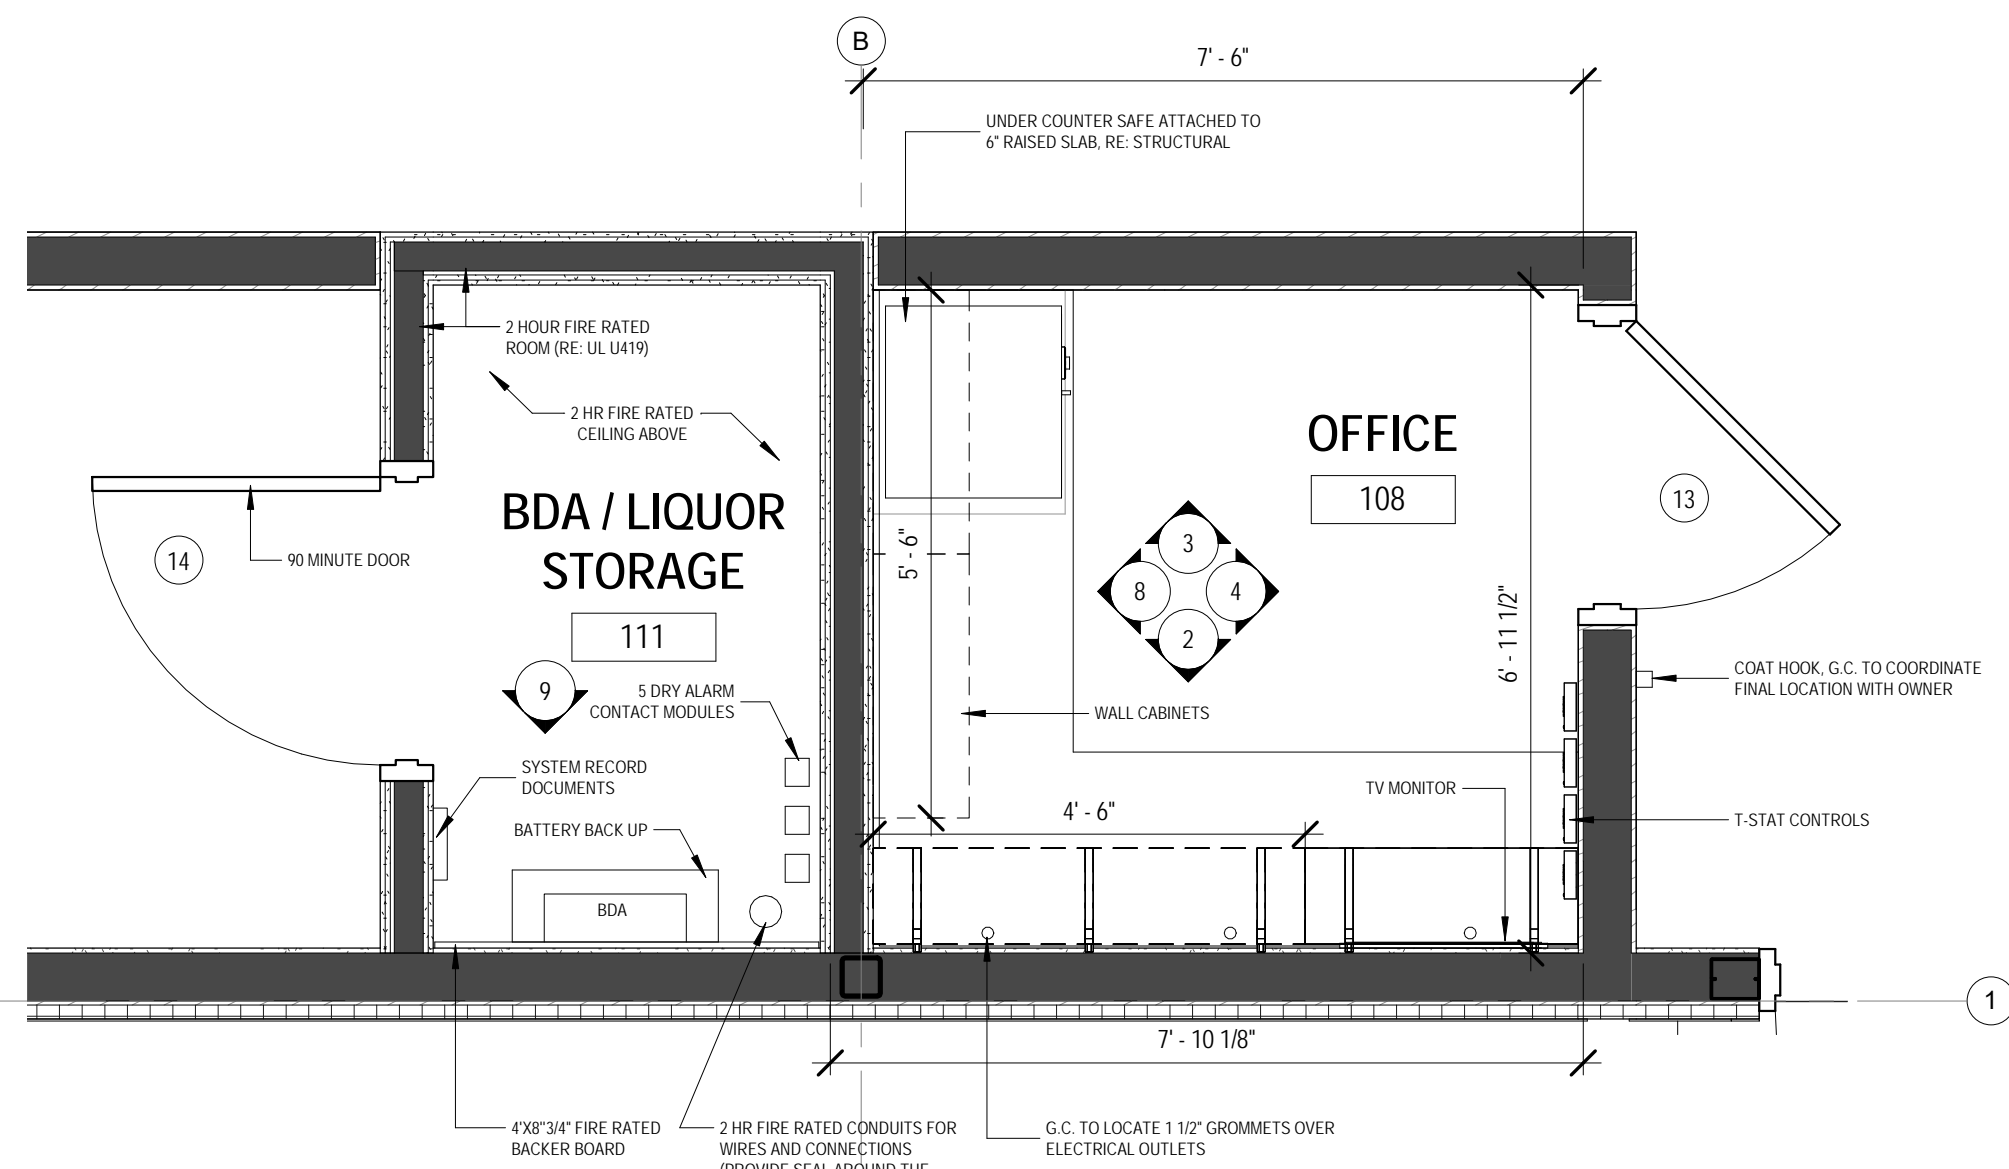 B
7' - 6"
UNDER COUNTER SAFE ATTACHED TO
6" RAISED SLAB, RE: STRUCTURAL
2 HOUR FIRE RATED
ROOM (RE: UL U419)
2 HR FIRE RATED
CEILING ABOVE
OFFICE
108
BDA / LIQUOR
STORAGE
111
13
14
90 MINUTE DOOR
5' - 6"
3
8
4
2
6' - 11 1/2"
9
5 DRY ALARM
CONTACT MODULES
WALL CABINETS
COAT HOOK, G.C. TO COORDINATE
FINAL LOCATION WITH OWNER
SYSTEM RECORD
DOCUMENTS
TV MONITOR
4' - 6"
T-STAT CONTROLS
BATTERY BACK UP
BDA
1
7' - 10 1/8"
4'X8"3/4" FIRE RATED
BACKER BOARD
2 HR FIRE RATED CONDUITS FOR
WIRES AND CONNECTIONS
(PROVIDE SEAL AROUND THE
G.C. TO LOCATE 1 1/2" GROMMETS OVER
ELECTRICAL OUTLETS